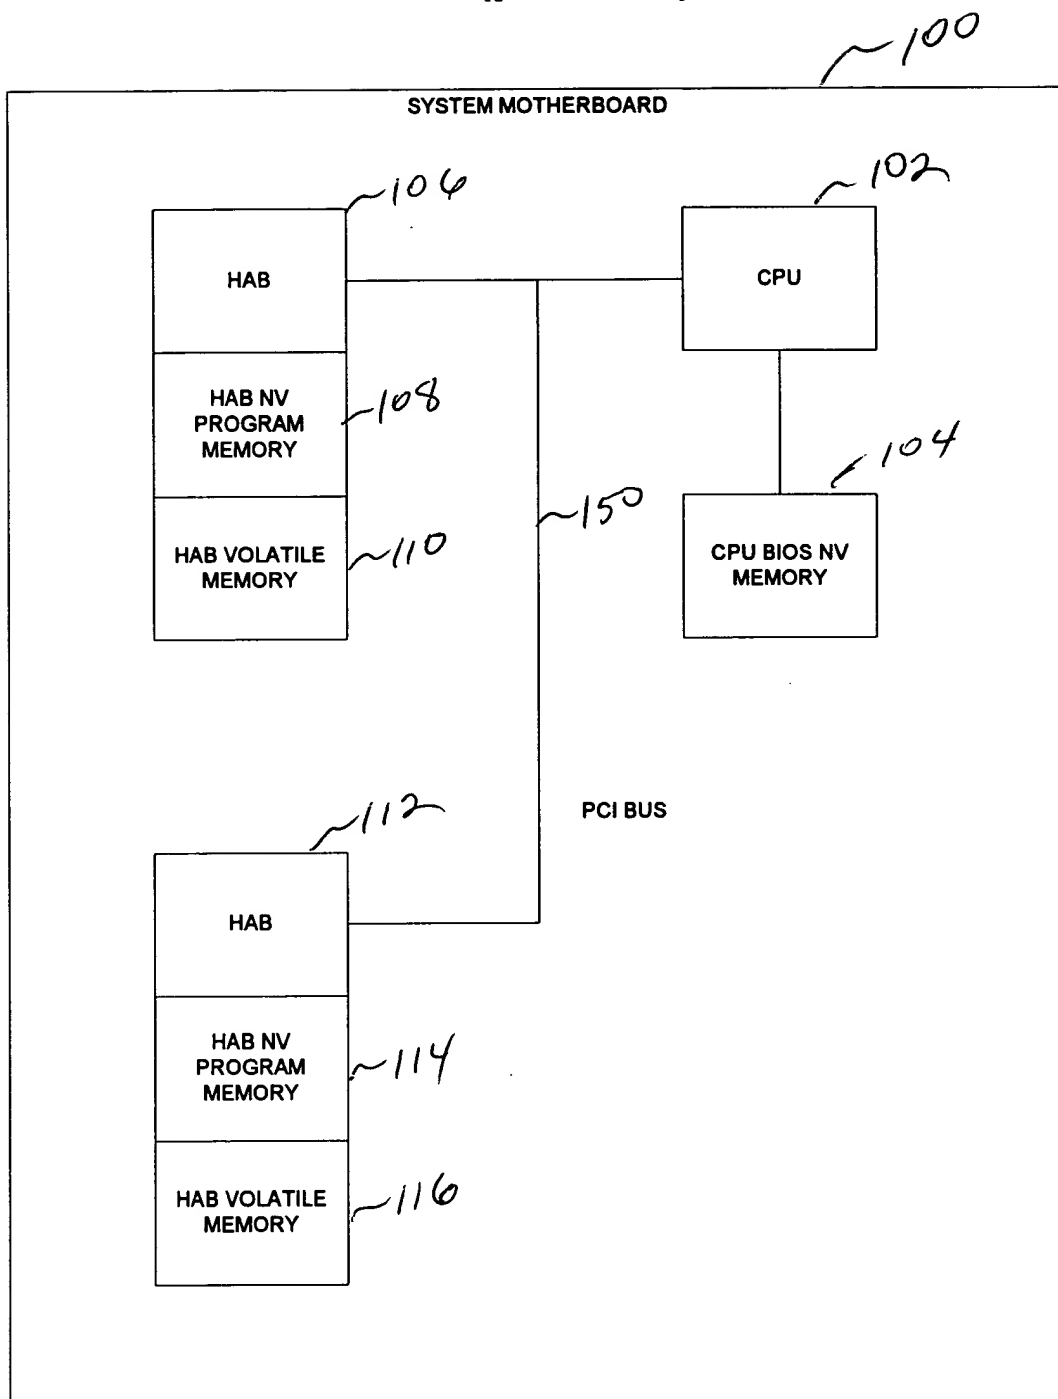 100
SYSTEM MOTHERBOARD
106
102
HAB
CPU
HAB NV
PROGRAM
MEMORY
108
104
150
HAB VOLATILE
MEMORY
110
CPU BIOS NV
MEMORY
PCI BUS
112
HAB
HAB NV
PROGRAM
MEMORY
114
HAB VOLATILE
MEMORY
116